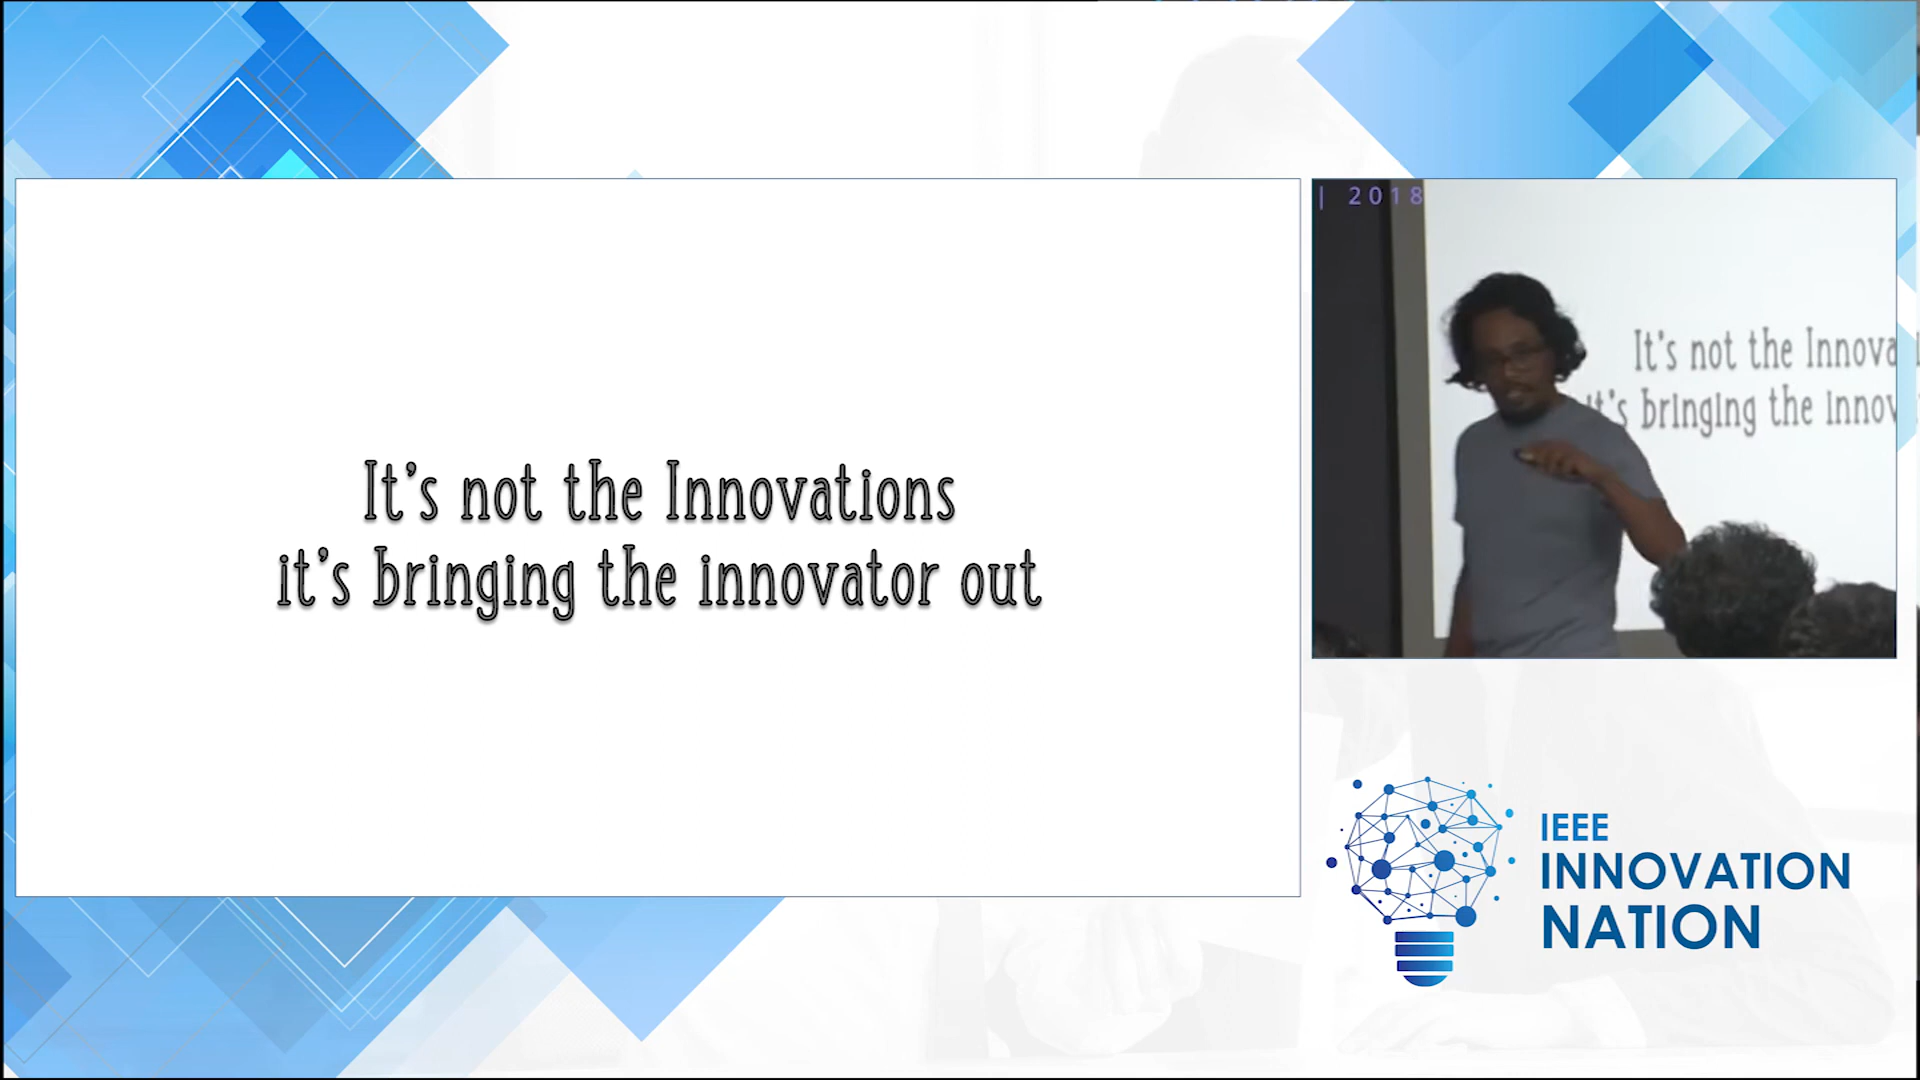 It's not the Innovations
it's bringing the innovator out
| 2018
It's not the Innova
it's bringing the innov
IEEE
INNOVATION
NATION